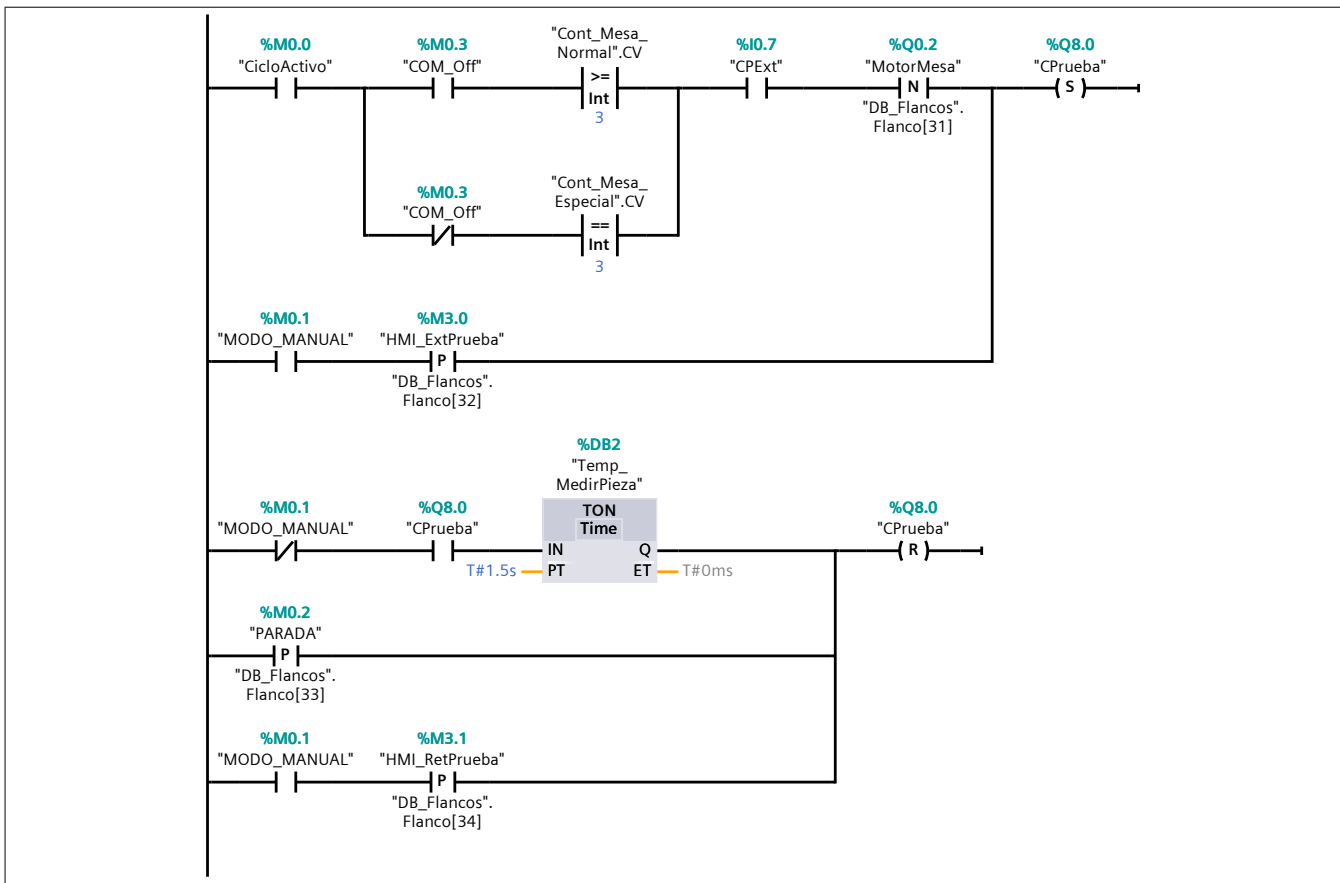 "Cont_Mesa_
Normal".CV
%M0.0
%M0.3
%I0.7
%Q0.2
%Q8.0
"CicloActivo"
"COM_Off"
"CPExt"
"MotorMesa"
"CPrueba"
>=
Int
3
N
S
"DB_Flancos".
Flanco[31]
"Cont_Mesa_
Especial".CV
%M0.3
"COM_Off"
==
Int
3
%M0.1
%M3.0
"MODO_MANUAL"
"HMI_ExtPrueba"
P
"DB_Flancos".
Flanco[32]
%DB2
"Temp_
MedirPieza"
%M0.1
%Q8.0
%Q8.0
"MODO_MANUAL"
"CPrueba"
"CPrueba"
TON
Time
IN
Q
R
T#1.5s
PT
ET
T#0ms
%M0.2
"PARADA"
P
"DB_Flancos".
Flanco[33]
%M0.1
%M3.1
"MODO_MANUAL"
"HMI_RetPrueba"
P
"DB_Flancos".
Flanco[34]